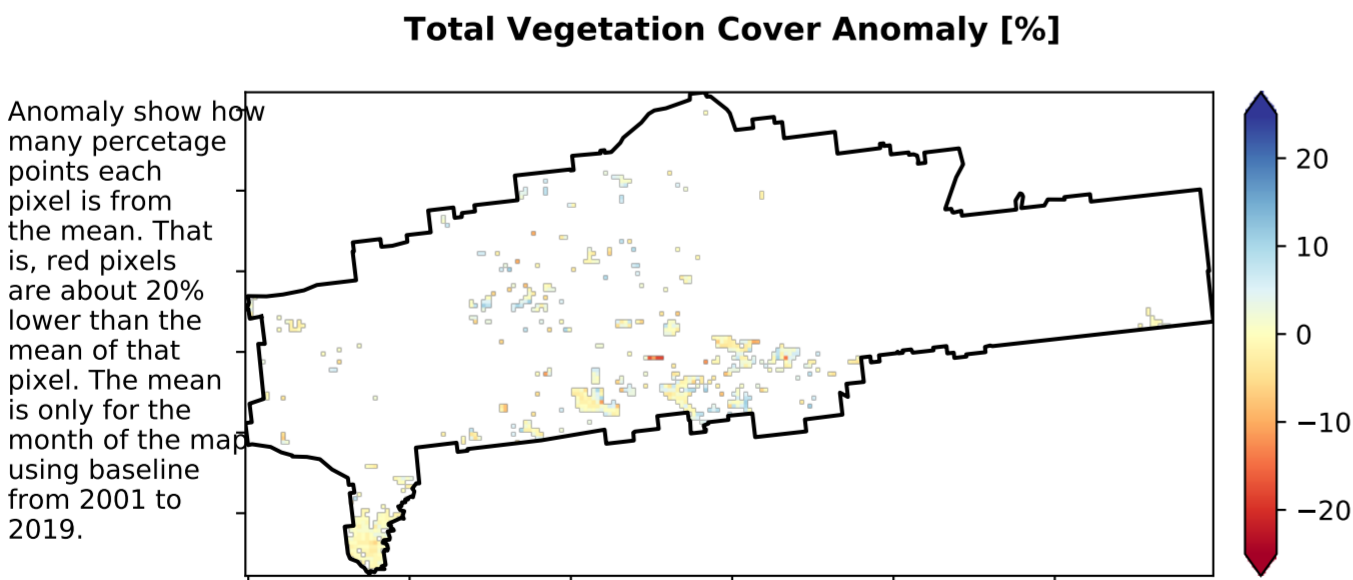 Total Vegetation Cover Anomaly [%]
Anomaly show how
many percetage
points each
pixel is from
the mean. That
is, red pixels
are about 20%
lower than the
mean of that
pixel. The mean
is only for the
month of the map
using baseline
from 2001 to
2019.
20
10
0
−10
−20